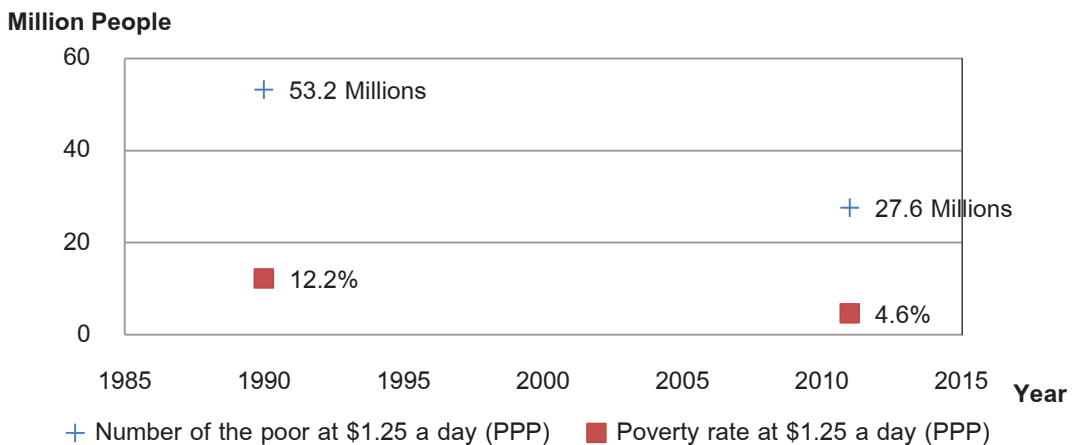 Million People
60
53.2 Millions
40
27.6 Millions
20
12.2%
4.6%
0
1985 1990 1995 2000 2005 2010 2015
Year
Number of the poor at $1.25 a day (PPP) Poverty rate at $1.25 a day (PPP)